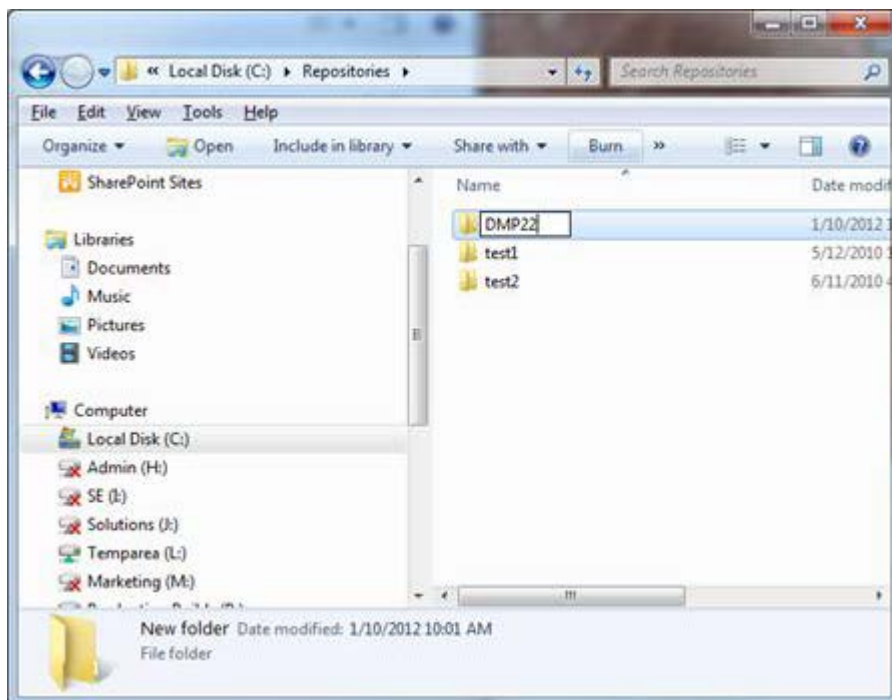 « Local Disk (C:) ▸ Repositories ▸
Search Repositories
File Edit View Tools Help
Organize Open Include in library Share with Burn »
SharePoint Sites
Libraries
Documents
Music
Pictures
Videos
Computer
Local Disk (C:)
Admin (H:)
SE (I:)
Solutions (J:)
Temparea (L:)
Marketing (M:)
Name Date modif
DMP22 1/10/2012 1
test1 5/12/2010 1
test2 6/11/2010 4
New folder Date modified: 1/10/2012 10:01 AM
File folder